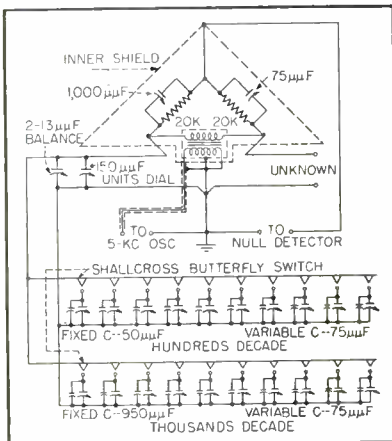 INNER SHIELD
1,000μμF
75μμF
20K 20K
2-13μμF
BALANCE
150μμF
UNITS DIAL
UNKNOWN
TO
5-KC OSC
TO
NULL DETECTOR
SHALLCROSS BUTTERFLY SWITCH
FIXED C--50μμF VARIABLE C--75μμF
HUNDREDS DECADE
FIXED C--950μμF VARIABLE C--75μμF
THOUSANDS DECADE